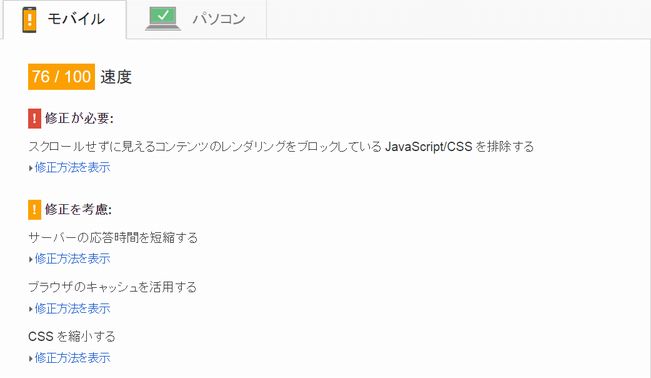 モバイル
パソコン
76 / 100 速度
! 修正が必要:
スクロールせずに見えるコンテンツのレンダリングをブロックしている JavaScript/CSS を排除する
修正方法を表示
! 修正を考慮:
サーバーの応答時間を短縮する
修正方法を表示
ブラウザのキャッシュを活用する
修正方法を表示
CSS を縮小する
修正方法を表示